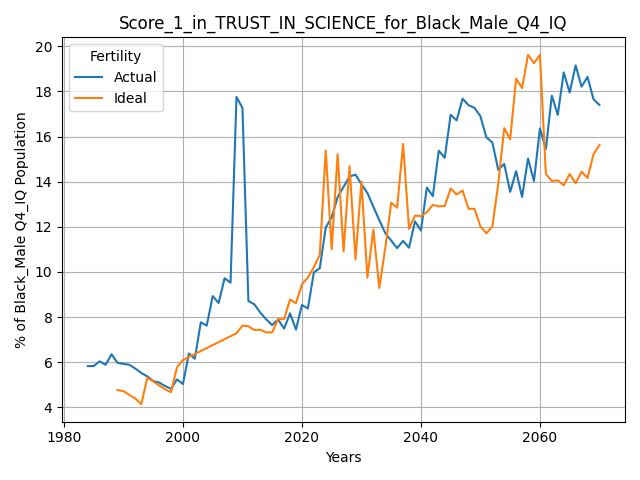 Score_1_in_TRUST_IN_SCIENCE_for_Black_Male_Q4_IQ
Fertility
Actual
Ideal
% of Black_Male Q4_IQ Population
20
18
16
14
12
10
8
6
4
1980 2000 2020 2040 2060
Years